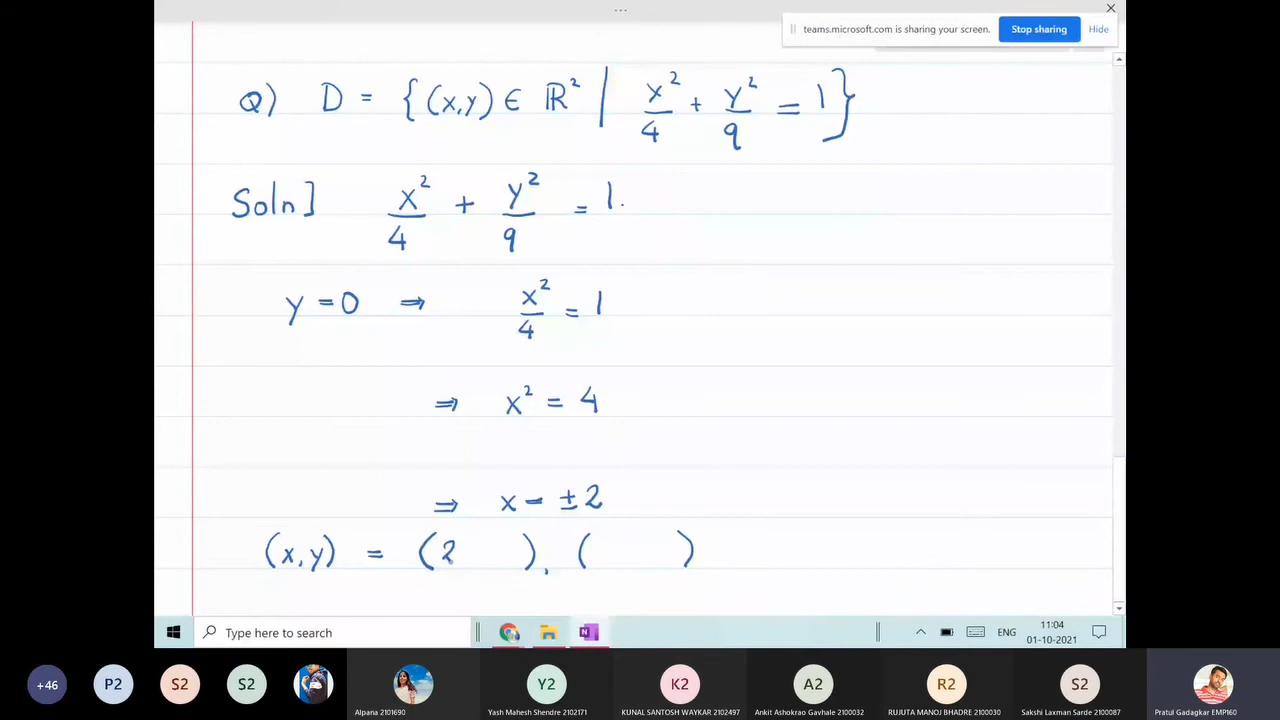 teams.microsoft.com is sharing your screen. Stop sharing Hide
Q) D = {(x,y) ∈ ℝ² | x²/4 + y²/9 = 1}
Soln] x²/4 + y²/9 = 1.
y = 0 ⇒ x²/4 = 1
⇒ x² = 4
⇒ x = ±2
(x,y) = (2 ), ( )
Type here to search
ENG
11:04
01-10-2021
+46 P2 S2 S2 Y2 K2 A2 R2 S2
Alpana 2101690 Yash Mahesh Shendre 2102171 KUNAL SANTOSH WAYKAR 2102497 Ankit Ashokrao Gavhale 2100032 RUJUTA MANOJ BHADRE 2100030 Sakshi Laxman Sarde 2100087 Pratul Gadagkar EMP160